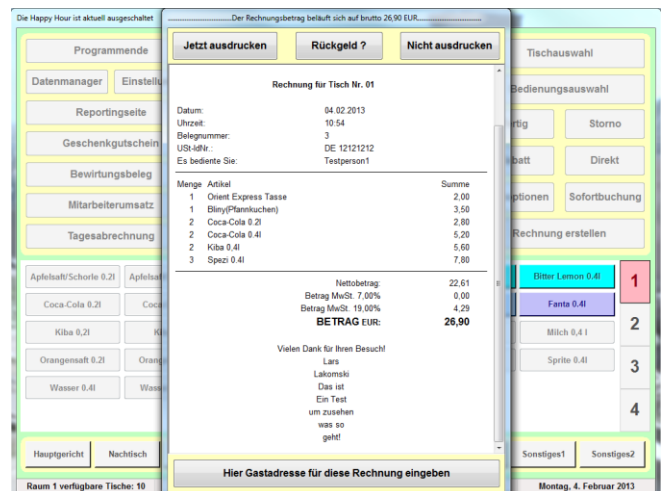 Die Happy Hour ist aktuell ausgeschaltet
Der Rechnungsbetrag beläuft sich auf brutto 26,90 EUR
Programmende
Datenmanager
Reportingseite
Geschenkgutschein
Bewirtungsbeleg
Mitarbeiterumsatz
Tagesabrechnung
Jetzt ausdrucken Rückgeld ? Nicht ausdrucken
Rechnung für Tisch Nr. 01
Datum: 04.02.2013
Uhrzeit: 10:54
Belegnummer: 3
USt-IdNr.: DE 12121212
Es bediente Sie: Testperson1
Menge Artikel Summe
1 Orient Express Tasse 2,00
1 Bliny(Pfannkuchen) 3,50
2 Coca-Cola 0.2l 2,80
2 Coca-Cola 0.4l 5,20
2 Kiba 0,4l 5,60
3 Spezi 0.4l 7,80
Nettobetrag: 22,61
Betrag MwSt. 7,00% 0,00
Betrag MwSt. 19,00% 4,29
BETRAG EUR: 26,90
Vielen Dank für Ihren Besuch!
Lars
Lakomski
Das ist
Ein Test
um zusehen
was so
geht!
Hier Gastadresse für diese Rechnung eingeben
Tischauswahl
Bedienungsauswahl
Storno
Direkt
Sofortbuchung
Rechnung erstellen
Apfelsaft/Schorle 0.2l
Coca-Cola 0.2l
Kiba 0,2l
Orangensaft 0.2l
Wasser 0.4l
Bitter Lemon 0.4l
Fanta 0.4l
Milch 0,4 l
Sprite 0.4l
1
2
3
4
Hauptgericht Nachtisch
Sonstiges1 Sonstiges2
Raum 1 verfügbare Tische: 10
Montag, 4. Februar 2013